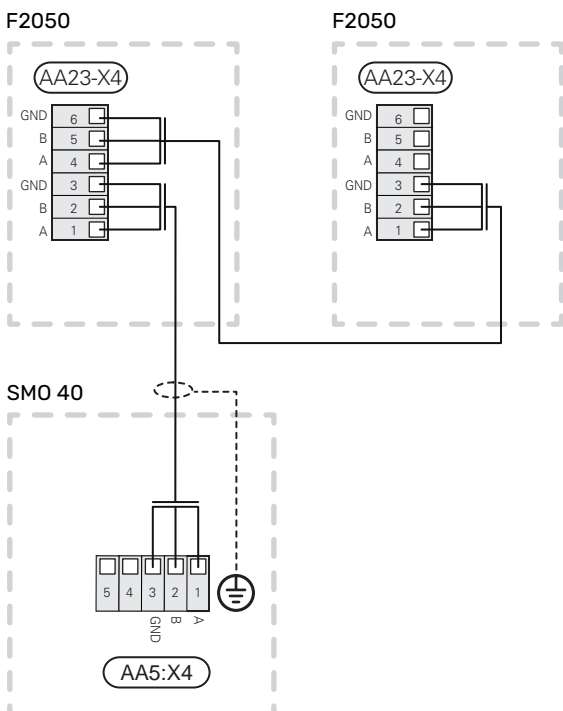 F2050
F2050
AA23-X4
AA23-X4
GND 6
B 5
A 4
GND 3
B 2
A 1
GND 6
B 5
A 4
GND 3
B 2
A 1
SMO 40
5 4 3 2 1
GND B A
AA5:X4